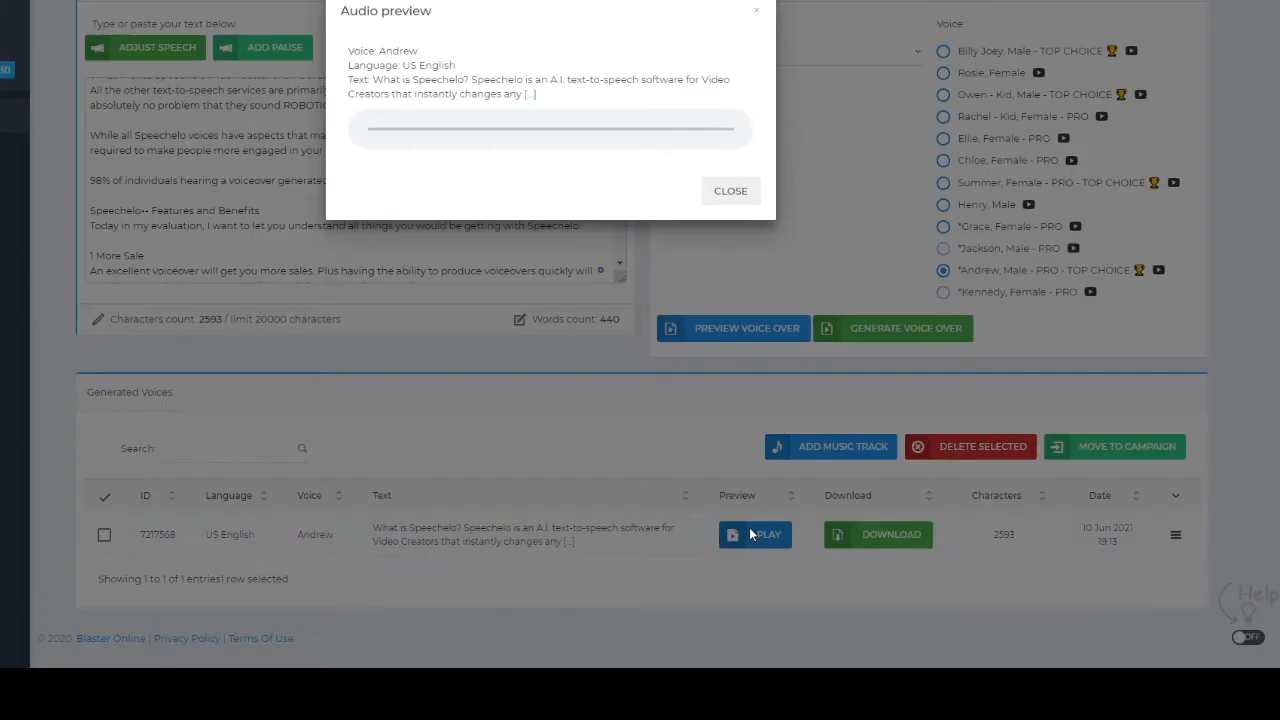 Audio preview
×
Type or paste your text below:
Voice:
ADJUST SPEECH
ADD PAUSE
Voice: Andrew
Language: US English
Text: What is Speechelo? Speechelo is an A.I. text-to-speech software for Video
Creators that instantly changes any [...]
CLOSE
30
All the other text-to-speech services are primari
absolutely no problem that they sound ROBOTIC
While all Speechelo voices have aspects that ma
required to make people more engaged in your
98% of individuals hearing a voiceover generated
Speechelo-- Features and Benefits
Today in my evaluation, I want to let you understand all things you would be getting with Speechelo.
1 More Sale
An excellent voiceover will get you more sales. Plus having the ability to produce voiceovers quickly will
Characters count: 2593 / limit 20000 characters
Words count: 440
Billy Joey, Male - TOP CHOICE
Rosie, Female
Owen - Kid, Male - TOP CHOICE
Rachel - Kid, Female - PRO
Ellie, Female - PRO
Chloe, Female - PRO
Summer, Female - PRO - TOP CHOICE
Henry, Male
*Grace, Female - PRO
*Jackson, Male - PRO
*Andrew, Male - PRO - TOP CHOICE
*Kennedy, Female - PRO
PREVIEW VOICE OVER
GENERATE VOICE OVER
Generated Voices
Search:
ADD MUSIC TRACK
DELETE SELECTED
MOVE TO CAMPAIGN
ID Language Voice Text Preview Download Characters Date
7217568 US English Andrew What is Speechelo? Speechelo is an A.I. text-to-speech software for PLAY DOWNLOAD 2593 10 Jun 2021
Video Creators that instantly changes any [...] 19:13
Showing 1 to 1 of 1 entries1 row selected
Help
OFF
© 2020, Blaster Online | Privacy Policy | Terms Of Use